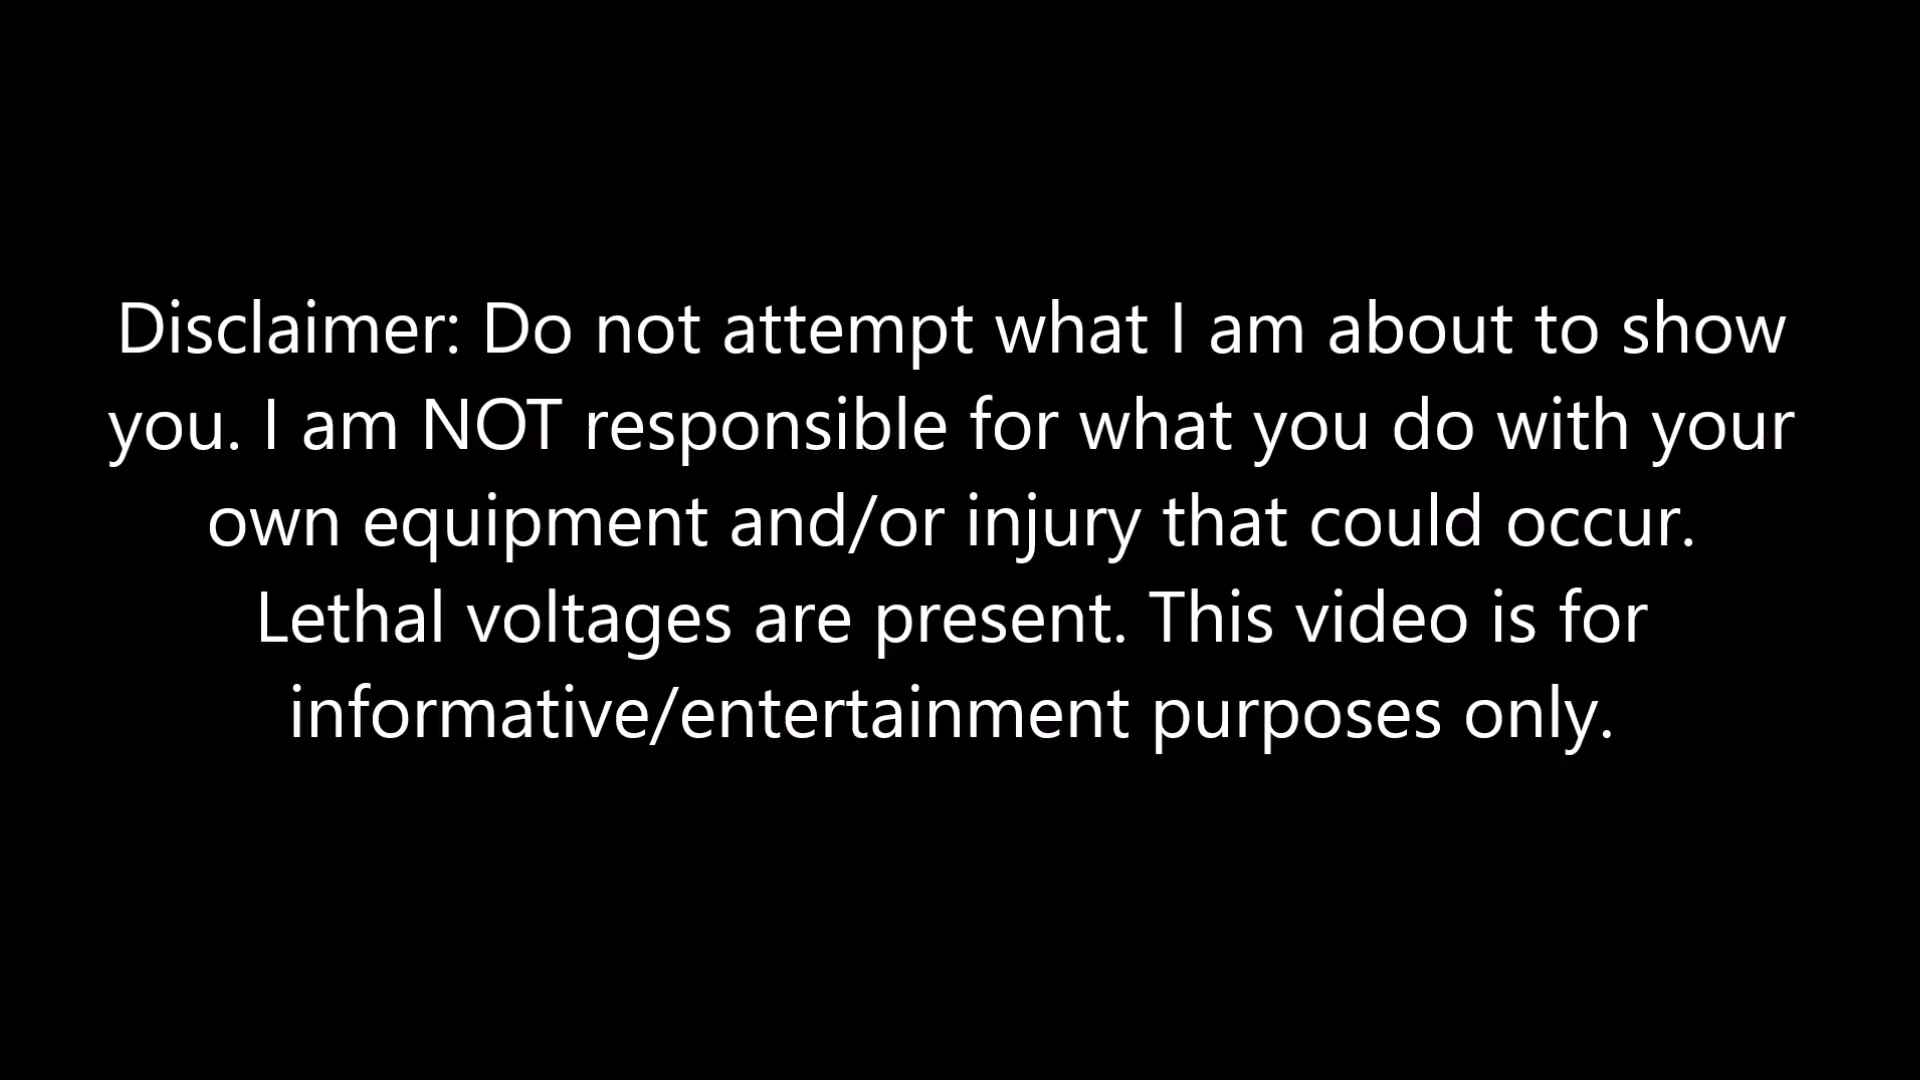 Disclaimer: Do not attempt what I am about to show
you. I am NOT responsible for what you do with your
own equipment and/or injury that could occur.
Lethal voltages are present. This video is for
informative/entertainment purposes only.